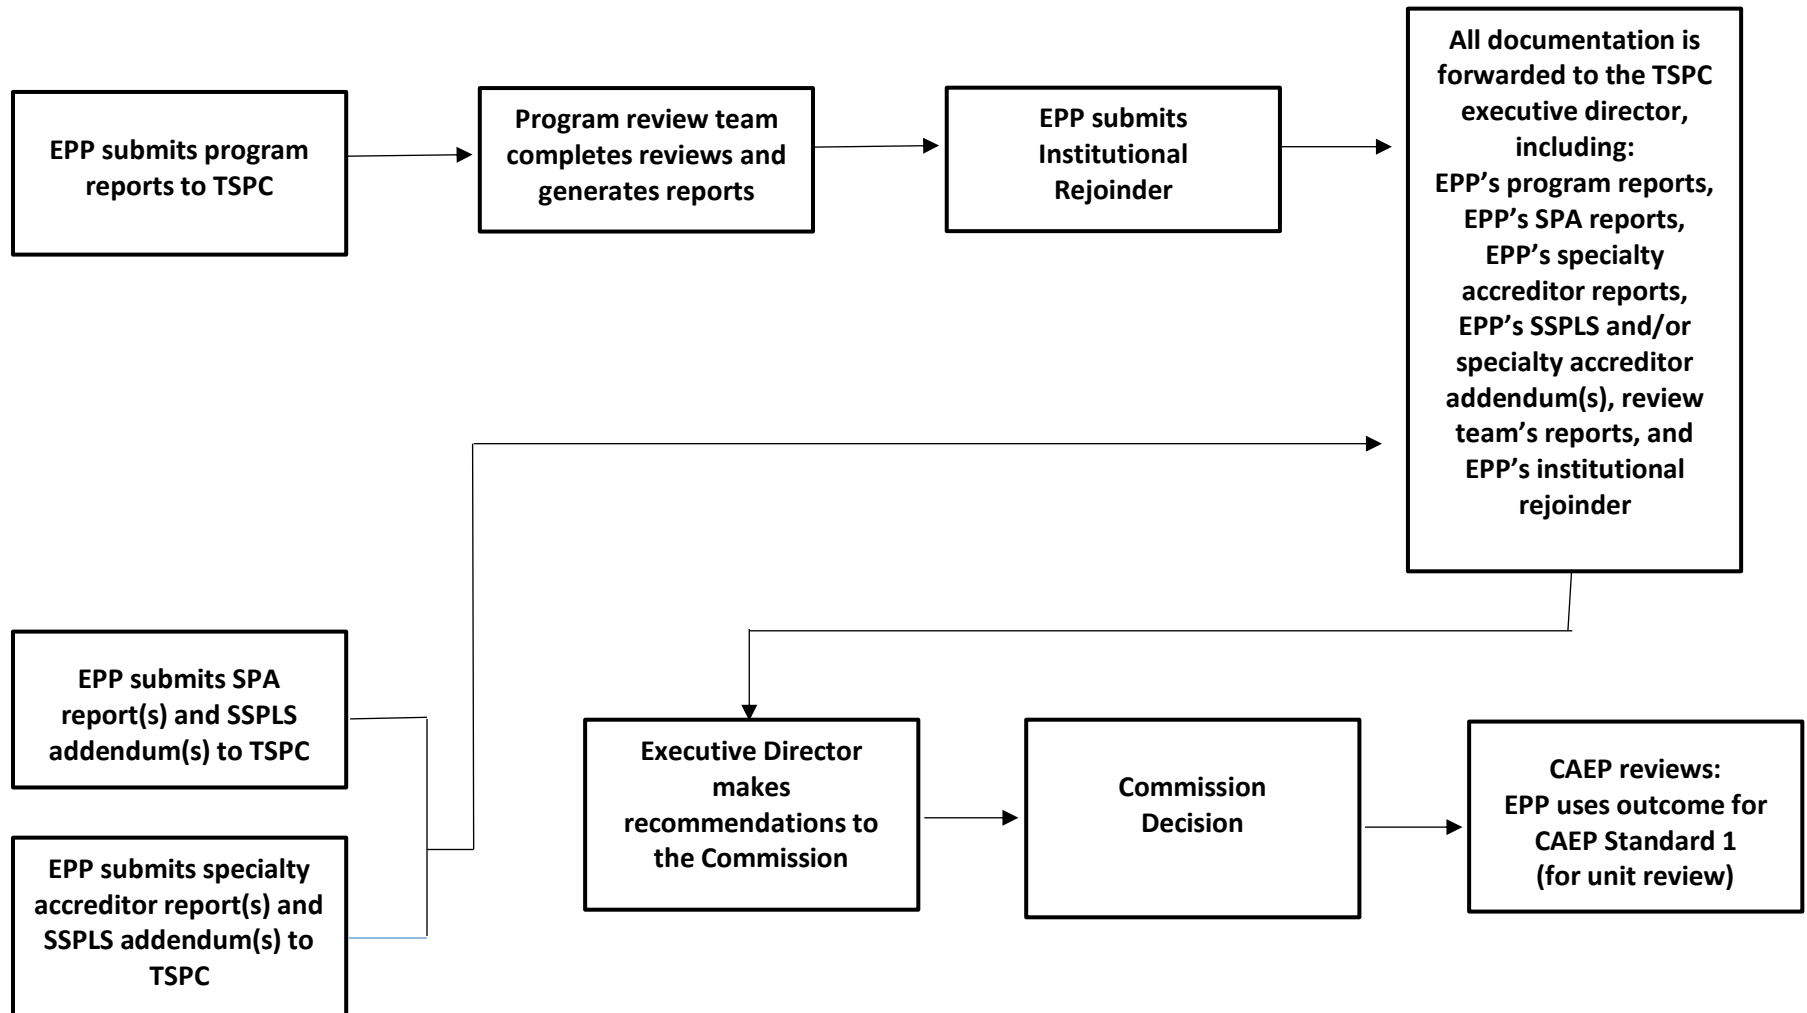 EPP submits program
reports to TSPC
Program review team
completes reviews and
generates reports
EPP submits
Institutional
Rejoinder
All documentation is
forwarded to the TSPC
executive director,
including:
EPP’s program reports,
EPP’s SPA reports,
EPP’s specialty
accreditor reports,
EPP’s SSPLS and/or
specialty accreditor
addendum(s), review
team’s reports, and
EPP’s institutional
rejoinder
EPP submits SPA
report(s) and SSPLS
addendum(s) to TSPC
EPP submits specialty
accreditor report(s) and
SSPLS addendum(s) to
TSPC
Executive Director
makes
recommendations to
the Commission
Commission
Decision
CAEP reviews:
EPP uses outcome for
CAEP Standard 1
(for unit review)